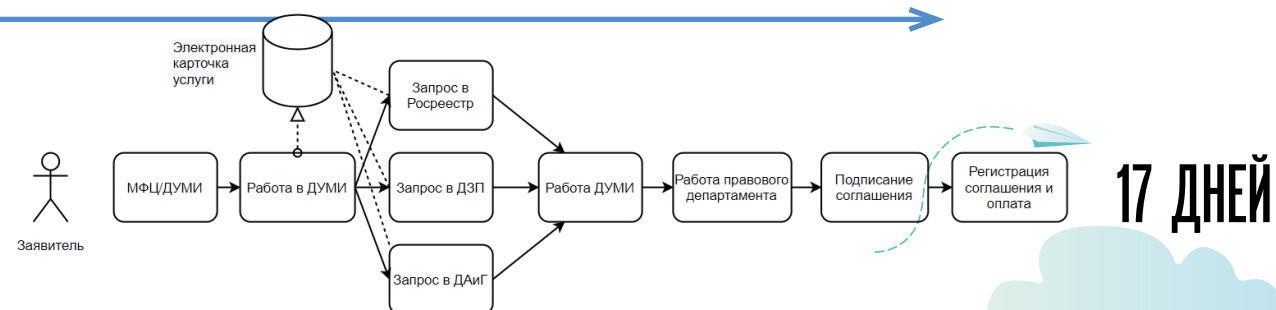 Электронная
карточка
услуги
Запрос в
Росреестр
Заявитель
МФЦ/ДУМИ
Работа в ДУМИ
Запрос в ДЗП
Запрос в ДАиГ
Работа ДУМИ
Работа правового
департамента
Подписание
соглашения
Регистрация
соглашения и
оплата
17 ДНЕЙ